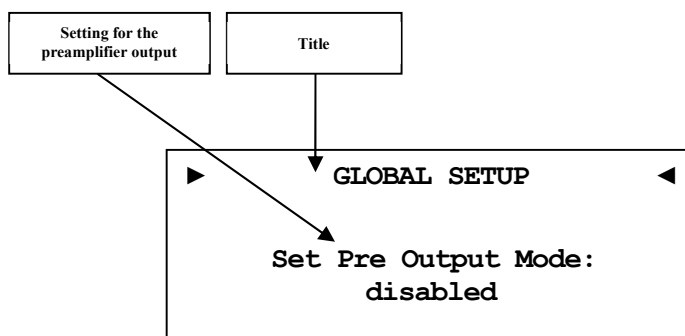 Setting for the
preamplifier output
Title
► GLOBAL SETUP ◄
Set Pre Output Mode:
disabled